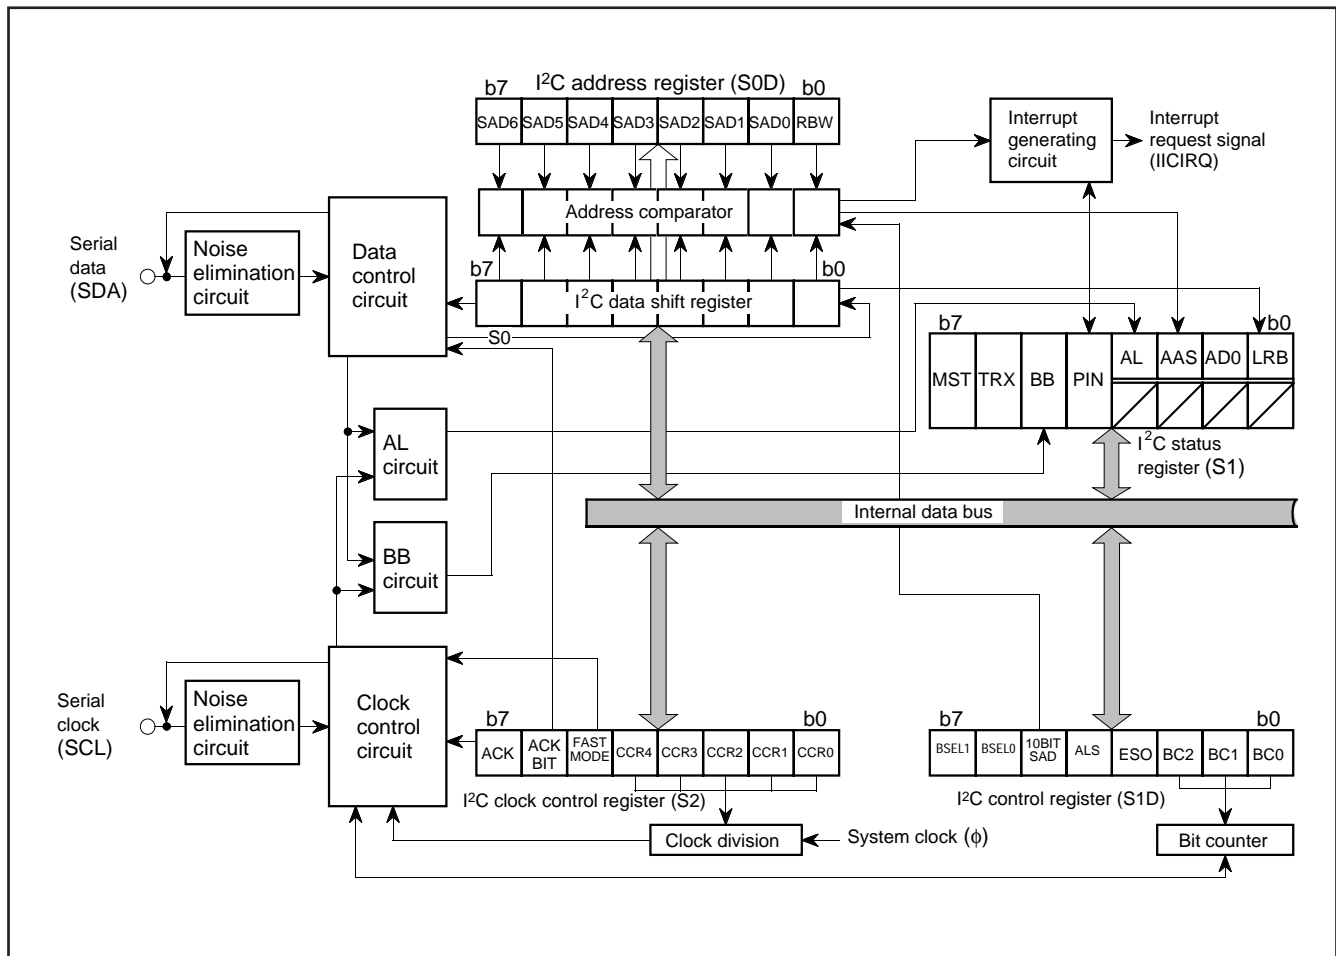 I2C address register (S0D)
b7
b0
SAD6 SAD5 SAD4 SAD3 SAD2 SAD1 SAD0 RBW
Interrupt
generating
circuit
Interrupt
request signal
(IICIRQ)
Address comparator
Serial
data
(SDA)
Noise
elimination
circuit
Data
control
circuit
b7
b0
I2C data shift register
S0
b7
b0
MST TRX BB PIN AL AAS AD0 LRB
I2C status
register (S1)
AL
circuit
Internal data bus
BB
circuit
Serial
clock
(SCL)
Noise
elimination
circuit
Clock
control
circuit
b7
b0
ACK
ACK
BIT
FAST
MODE
CCR4 CCR3 CCR2 CCR1 CCR0
I2C clock control register (S2)
b7
b0
BSEL1 BSEL0
10BIT
SAD
ALS ESO BC2 BC1 BC0
I2C control register (S1D)
Clock division
System clock (ϕ)
Bit counter